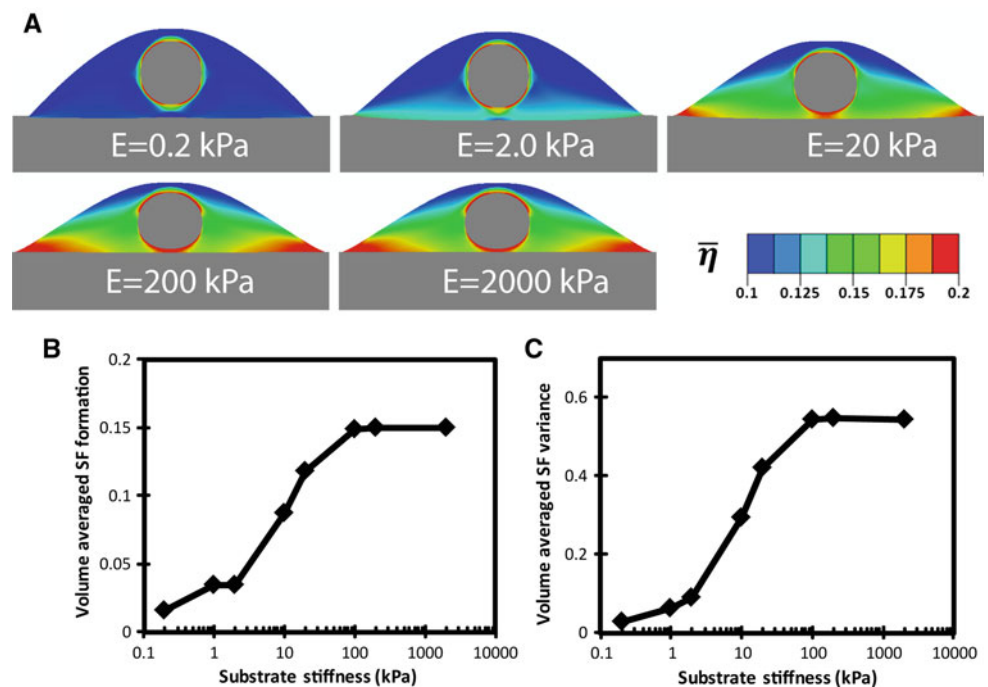 A
E=0.2 kPa
E=2.0 kPa
E=20 kPa
E=200 kPa
E=2000 kPa
η̅
0.1 0.125 0.15 0.175 0.2
B
Volume averaged SF formation
0.2
0.15
0.1
0.05
0
0.1 1 10 100 1000 10000
Substrate stiffness (kPa)
C
Volume averaged SF variance
0.6
0.4
0.2
0
0.1 1 10 100 1000 10000
Substrate stiffness (kPa)